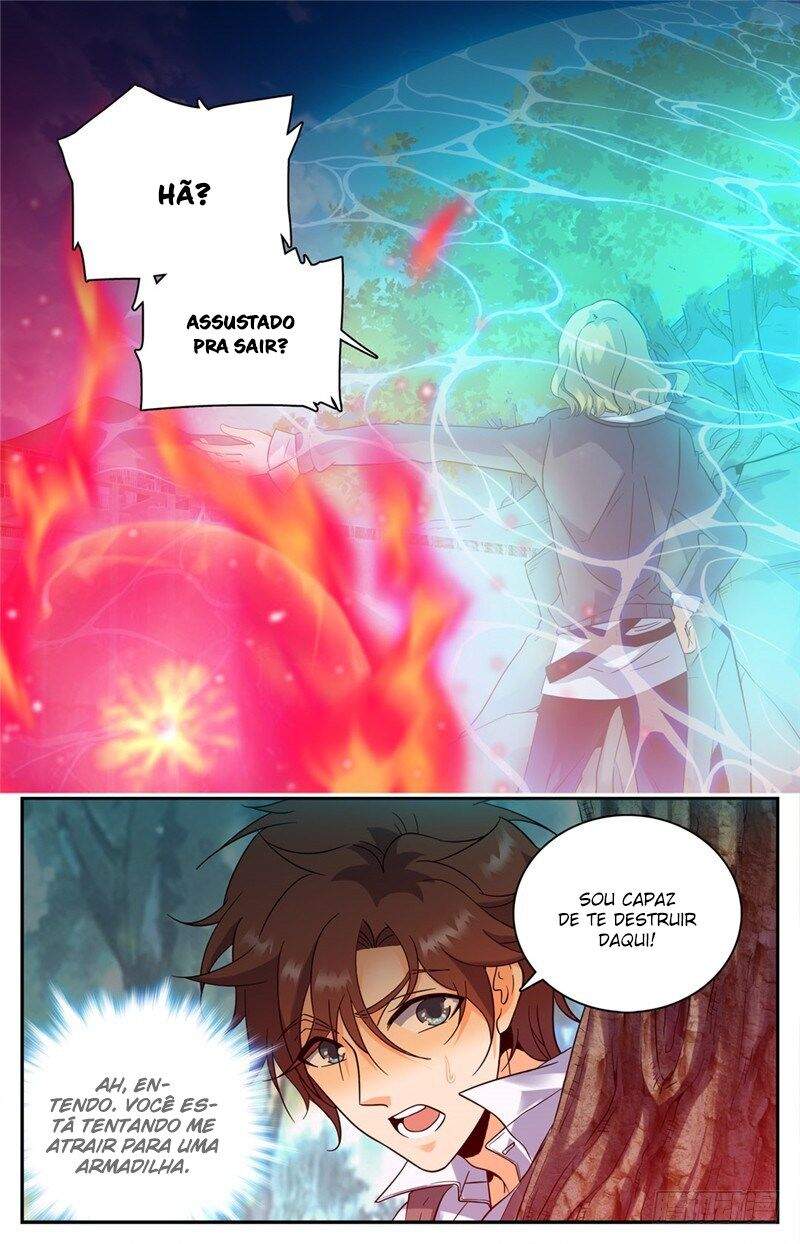 HÃ?
ASSUSTADO
PRA SAIR?
SOU CAPAZ
DE TE DESTRUIR
DAQUI!
AH, EN-
TENDO. VOCÊ ES-
TÁ TENTANDO ME
ATRAIR PARA UMA
ARMADILHA.